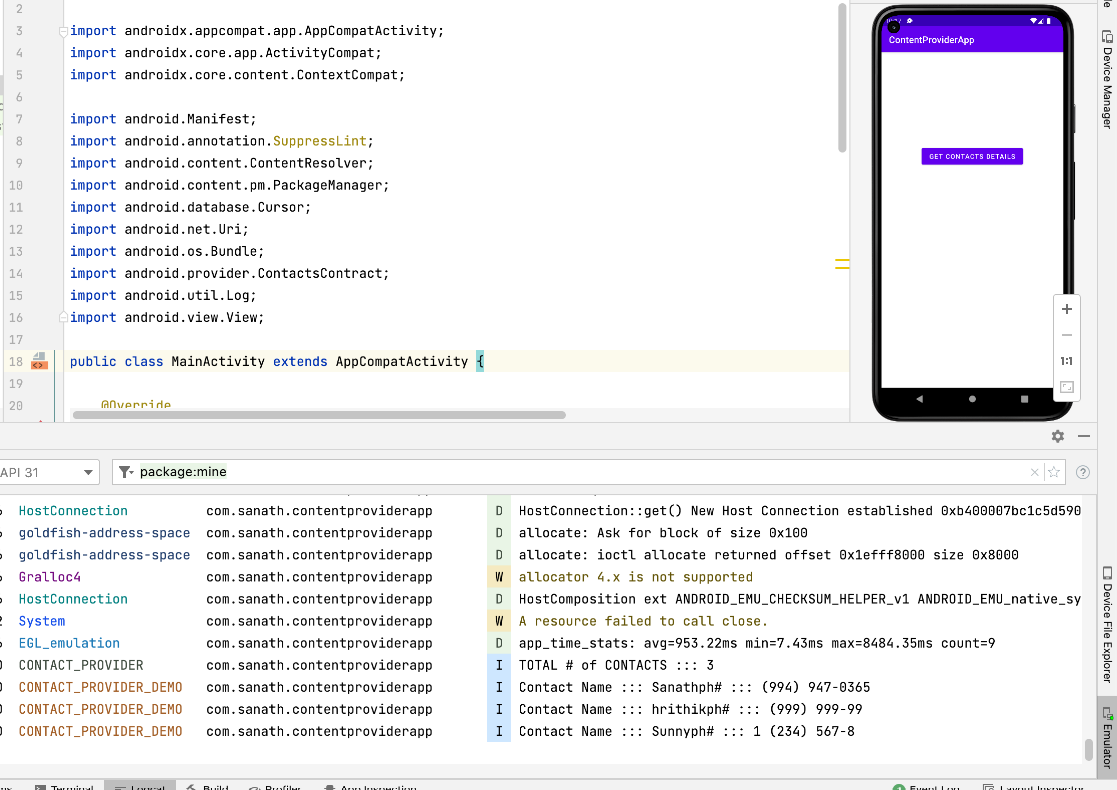 2
3 import androidx.appcompat.app.AppCompatActivity;
4 import androidx.core.app.ActivityCompat;
5 import androidx.core.content.ContextCompat;
6
7 import android.Manifest;
8 import android.annotation.SuppressLint;
9 import android.content.ContentResolver;
10 import android.content.pm.PackageManager;
11 import android.database.Cursor;
12 import android.net.Uri;
13 import android.os.Bundle;
14 import android.provider.ContactsContract;
15 import android.util.Log;
16 import android.view.View;
17
18 public class MainActivity extends AppCompatActivity {
19
20 @Override
ContentProviderApp
GET CONTACTS DETAILS
1:1
Device Manager
Device File Explorer
Emulator
API 31
package:mine
HostConnection com.sanath.contentproviderapp D HostConnection::get() New Host Connection established 0xb400007bc1c5d590
goldfish-address-space com.sanath.contentproviderapp D allocate: Ask for block of size 0x100
goldfish-address-space com.sanath.contentproviderapp D allocate: ioctl allocate returned offset 0x1efff8000 size 0x8000
Gralloc4 com.sanath.contentproviderapp W allocator 4.x is not supported
HostConnection com.sanath.contentproviderapp D HostComposition ext ANDROID_EMU_CHECKSUM_HELPER_v1 ANDROID_EMU_native_sy
System com.sanath.contentproviderapp W A resource failed to call close.
EGL_emulation com.sanath.contentproviderapp D app_time_stats: avg=953.22ms min=7.43ms max=8484.35ms count=9
CONTACT_PROVIDER com.sanath.contentproviderapp I TOTAL # of CONTACTS ::: 3
CONTACT_PROVIDER_DEMO com.sanath.contentproviderapp I Contact Name ::: Sanathph# ::: (994) 947-0365
CONTACT_PROVIDER_DEMO com.sanath.contentproviderapp I Contact Name ::: hrithikph# ::: (999) 999-99
CONTACT_PROVIDER_DEMO com.sanath.contentproviderapp I Contact Name ::: Sunnyph# ::: 1 (234) 567-8
Terminal Logcat Build Profiler App Inspection Event Log Layout Inspector